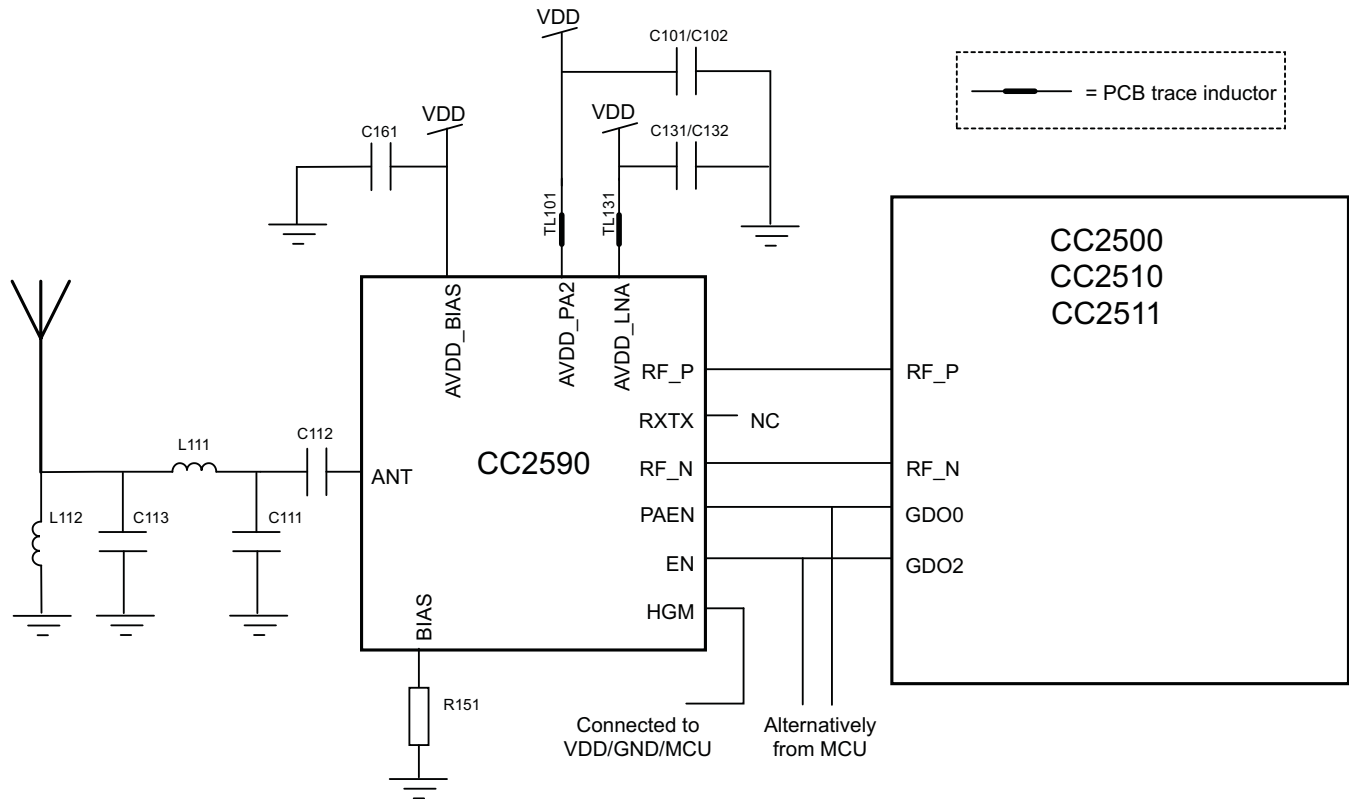 VDD
C101/C102
= PCB trace inductor
VDD
VDD
C161
C131/C132
TL101
TL131
CC2500
CC2510
CC2511
AVDD_BIAS
AVDD_PA2
AVDD_LNA
RF_P
RF_P
RXTX
NC
L111
C112
ANT
CC2590
RF_N
RF_N
L112
C113
C111
PAEN
GDO0
EN
GDO2
HGM
BIAS
R151
Connected to
VDD/GND/MCU
Alternatively
from MCU